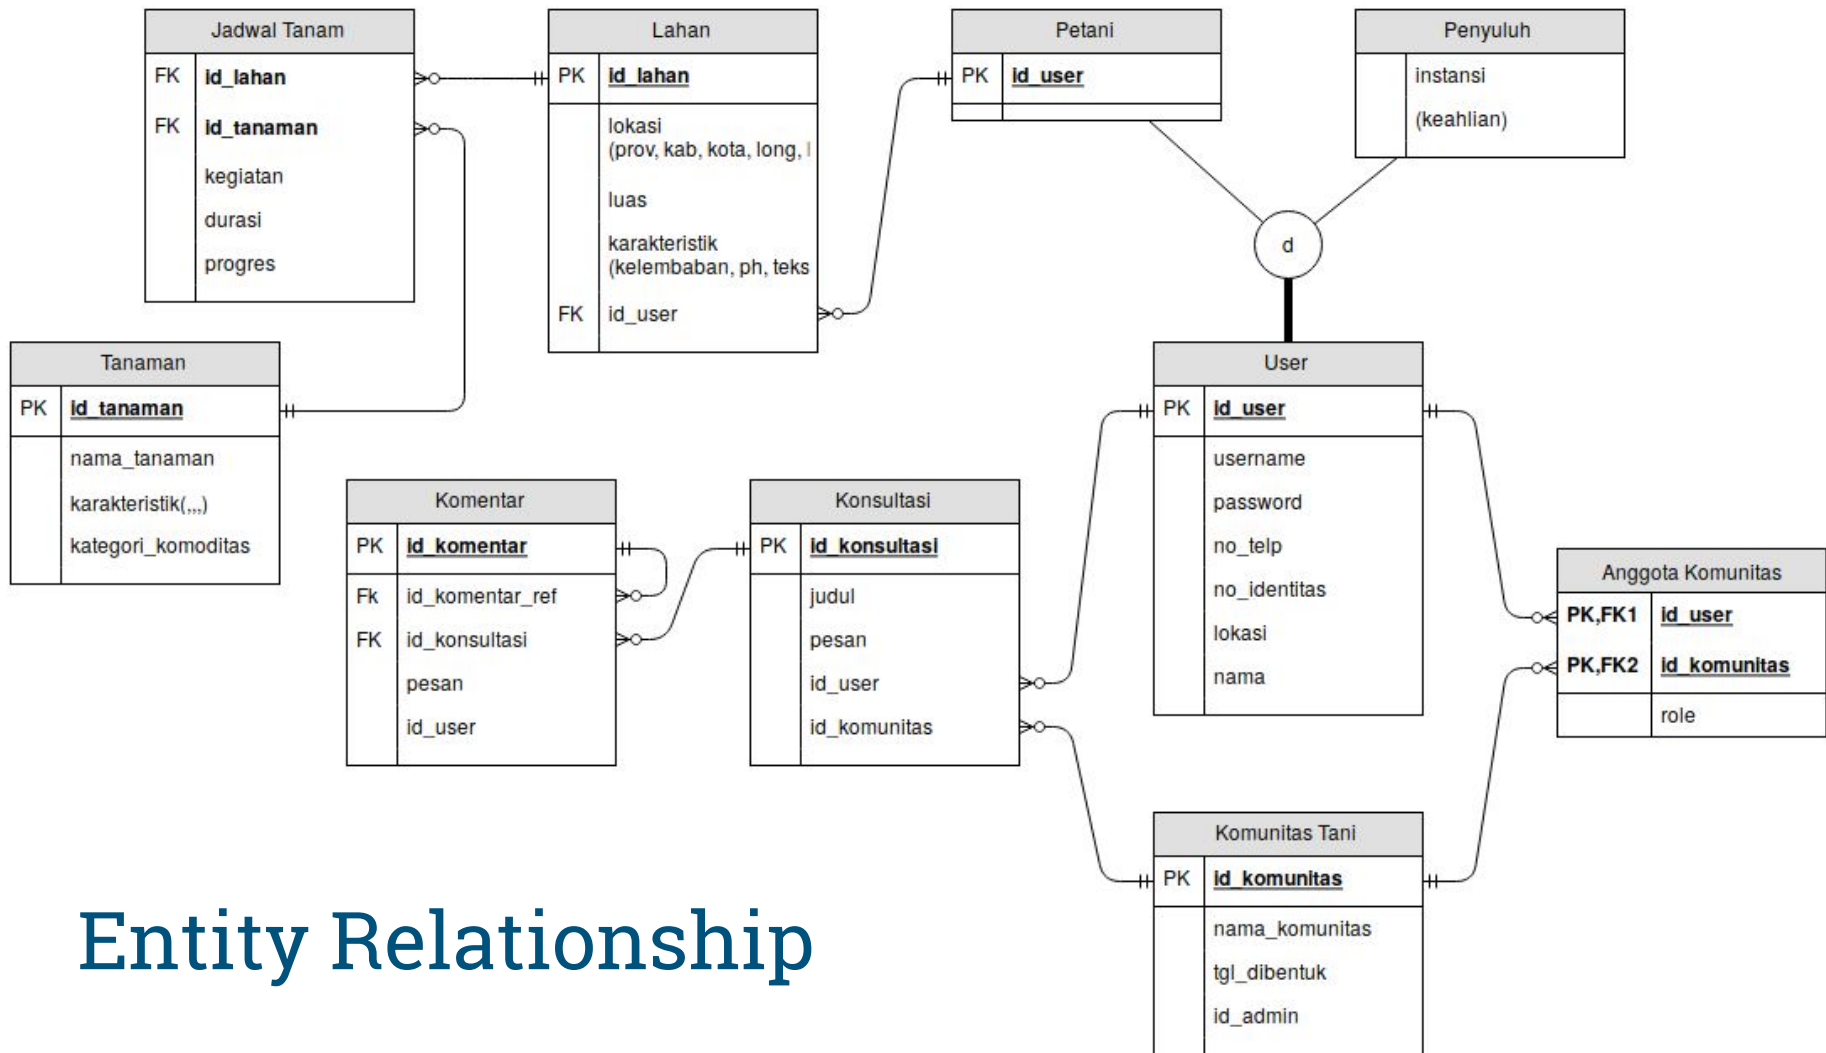 Jadwal Tanam
FK id_lahan
FK id_tanaman
kegiatan
durasi
progres
Lahan
PK id_lahan
lokasi
(prov, kab, kota, long,
luas
karakteristik
(kelembaban, ph, teks
FK id_user
Petani
PK id_user
Penyuluh
instansi
(keahlian)
d
Tanaman
PK id_tanaman
nama_tanaman
karakteristik(,,,)
kategori_komoditas
Komentar
PK id_komentar
Fk id_komentar_ref
FK id_konsultasi
pesan
id_user
Konsultasi
PK id_konsultasi
judul
pesan
id_user
id_komunitas
User
PK id_user
username
password
no_telp
no_identitas
lokasi
nama
Anggota Komunitas
PK,FK1 id_user
PK,FK2 id_komunitas
role
Komunitas Tani
PK id_komunitas
nama_komunitas
tgl_dibentuk
id_admin
Entity Relationship